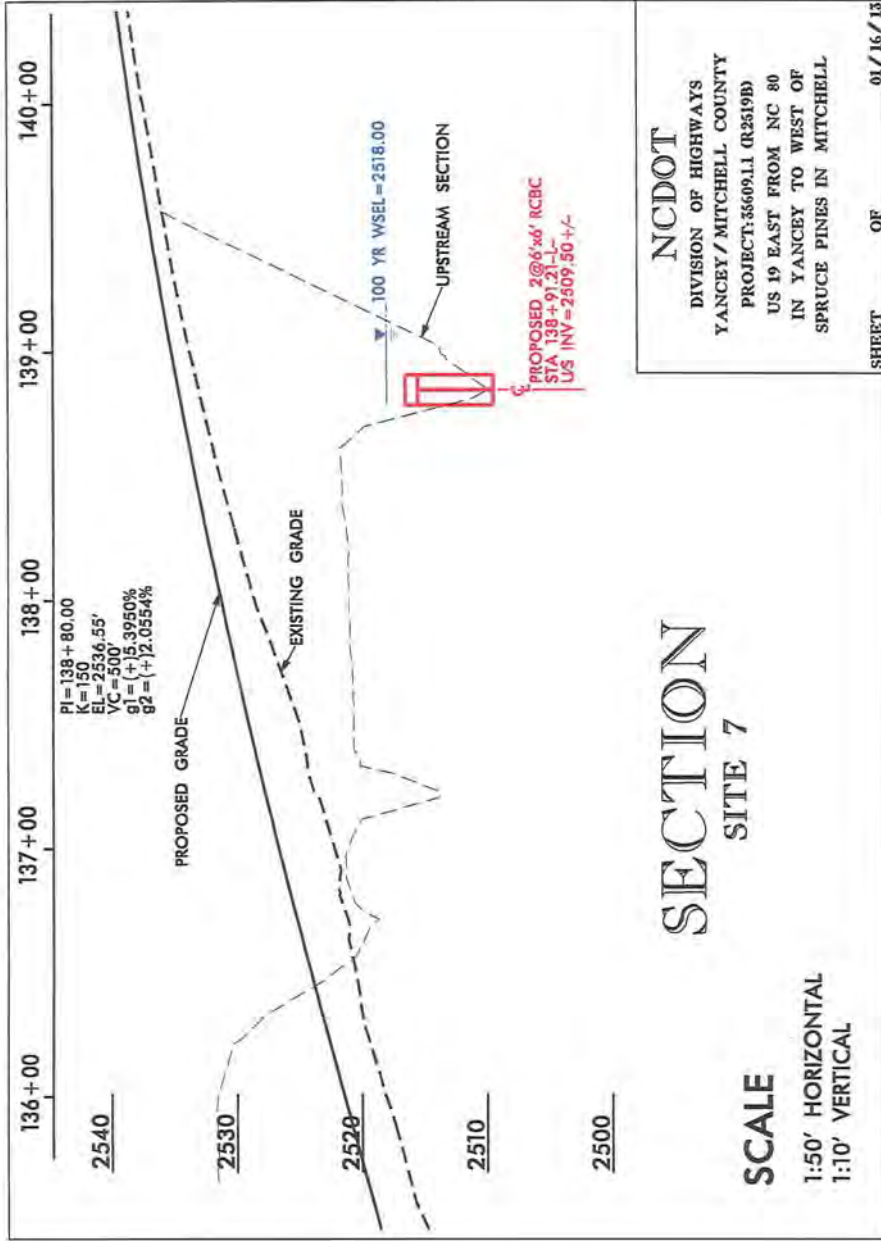 136+00 137+00 138+00 139+00 140+00
2540
2530
2520
2510
2500
PI=138+80.00
K=150
EL=2536.55'
VC=500'
g1=(+)5.3950%
g2=(+)2.0554%
PROPOSED GRADE
EXISTING GRADE
100 YR WSEL=2518.00
UPSTREAM SECTION
PROPOSED 2@6'x6' RCBC
STA 138+91.21-L-
U/S INV=2509.50+/-
SECTION
SITE 7
SCALE
1:50' HORIZONTAL
1:10' VERTICAL
NCDOT
DIVISION OF HIGHWAYS
YANCEY/MITCHELL COUNTY
PROJECT:35609.1.1 (R2519B)
US 19 EAST FROM NC 80
IN YANCEY TO WEST OF
SPRUCE PINES IN MITCHELL
SHEET OF 01/16/13